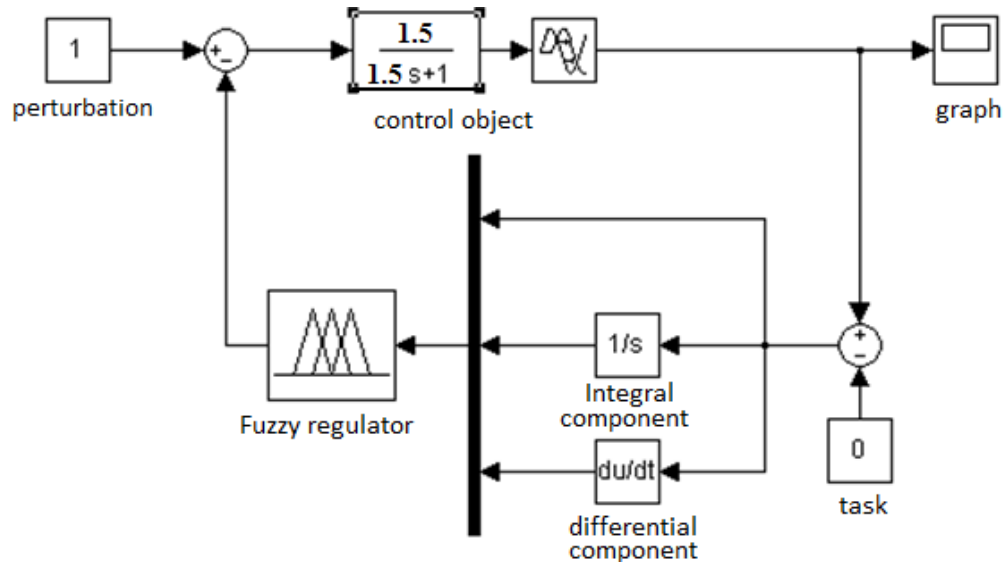 1
perturbation
+
−
1.5
1.5 s+1
control object
graph
1/s
Integral
component
+
−
Fuzzy regulator
du/dt
differential
component
0
task